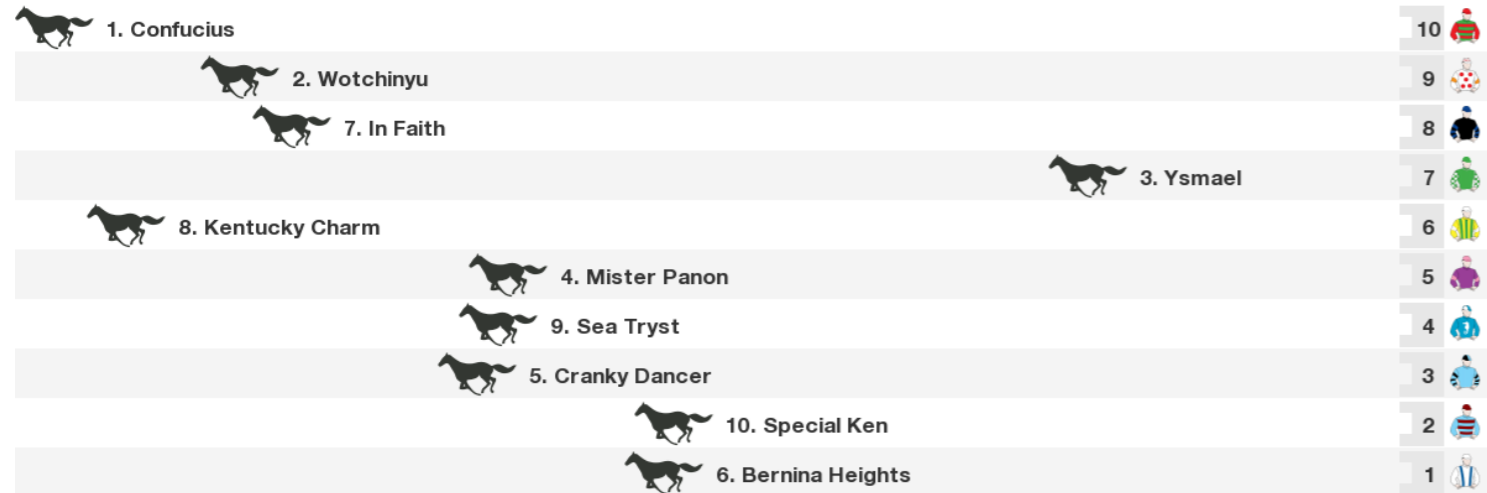 1. Confucius 10
2. Wotchinyu 9
7. In Faith 8
3. Ysmael 7
8. Kentucky Charm 6
4. Mister Panon 5
9. Sea Tryst 4
5. Cranky Dancer 3
10. Special Ken 2
6. Bernina Heights 1